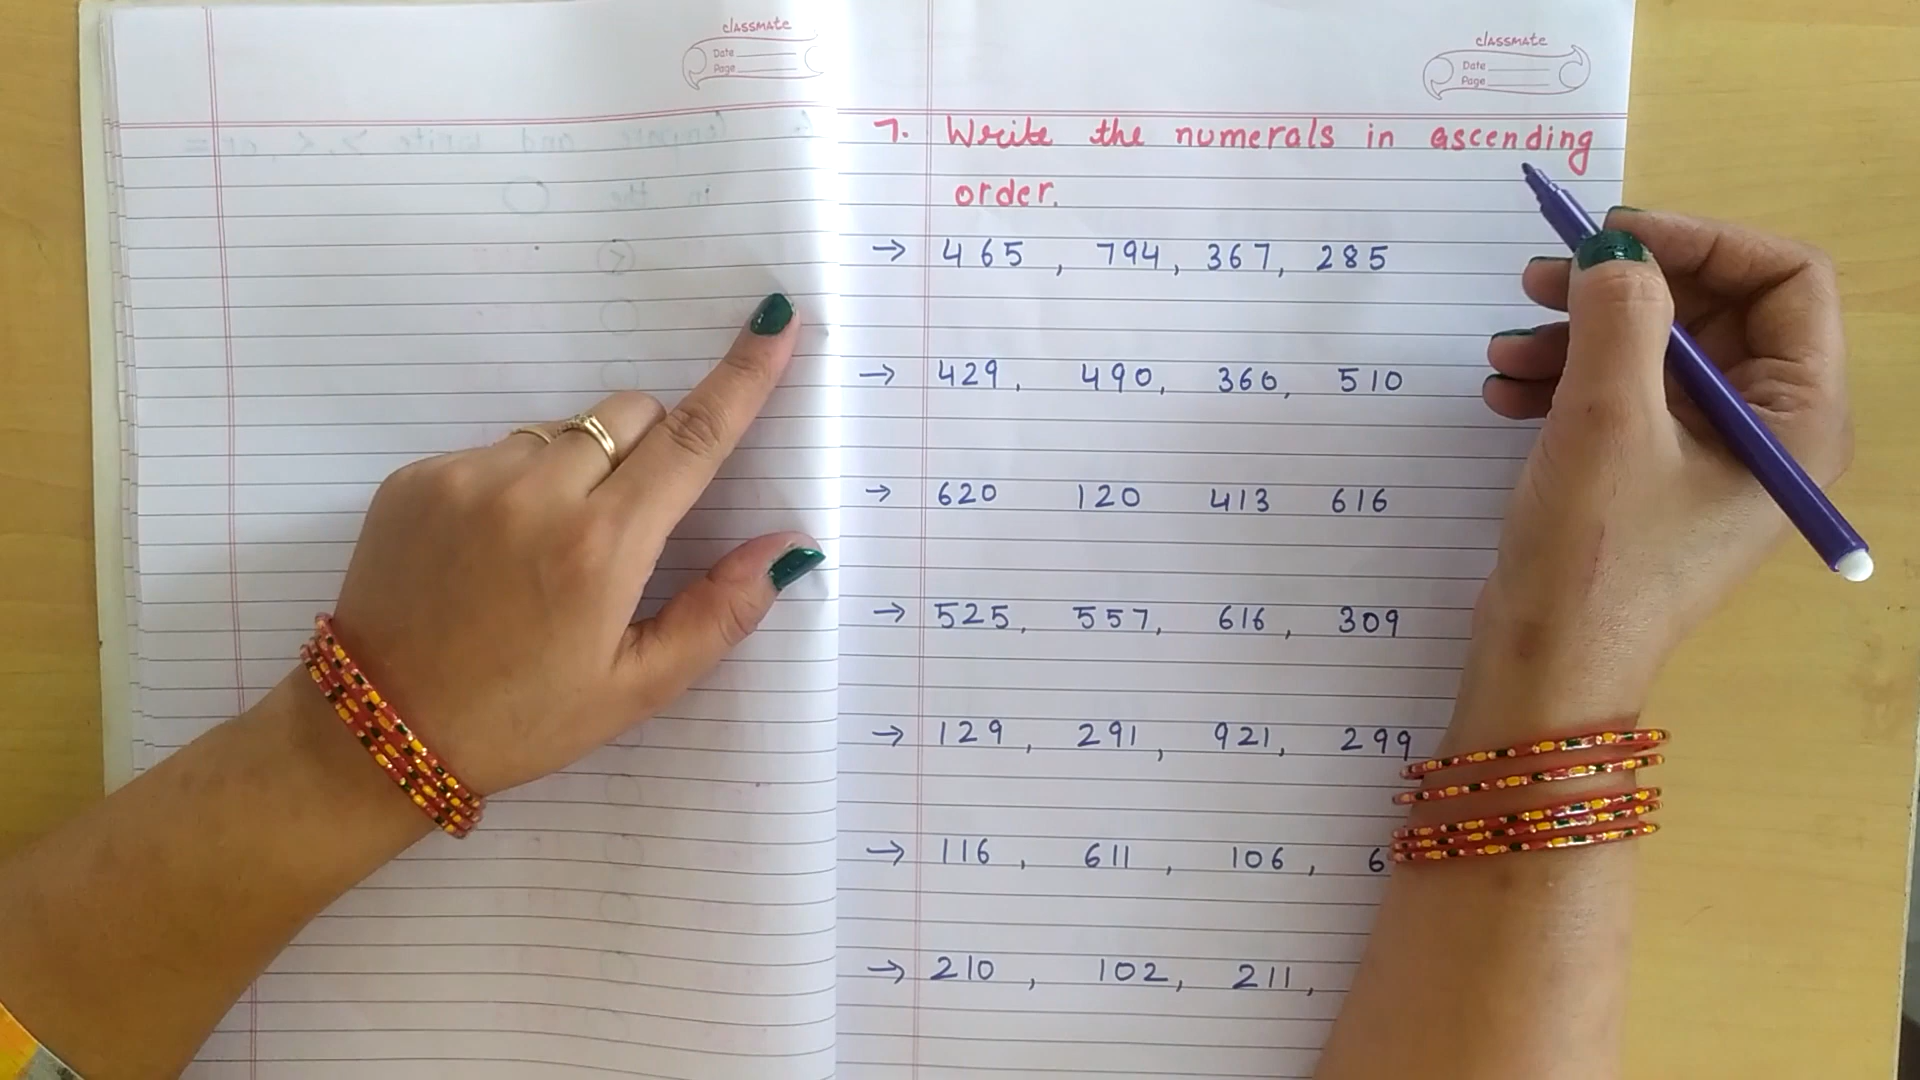 classmate
Date
Page
classmate
Date
Page
7. Write the numerals in ascending
order.
→ 465 , 794, 367, 285
→ 429, 490, 360, 510
→ 620 120 413 616
→ 525, 557, 616, 309
→ 129, 291, 921, 299
→ 116, 611, 106, 6
→ 210, 102, 211,